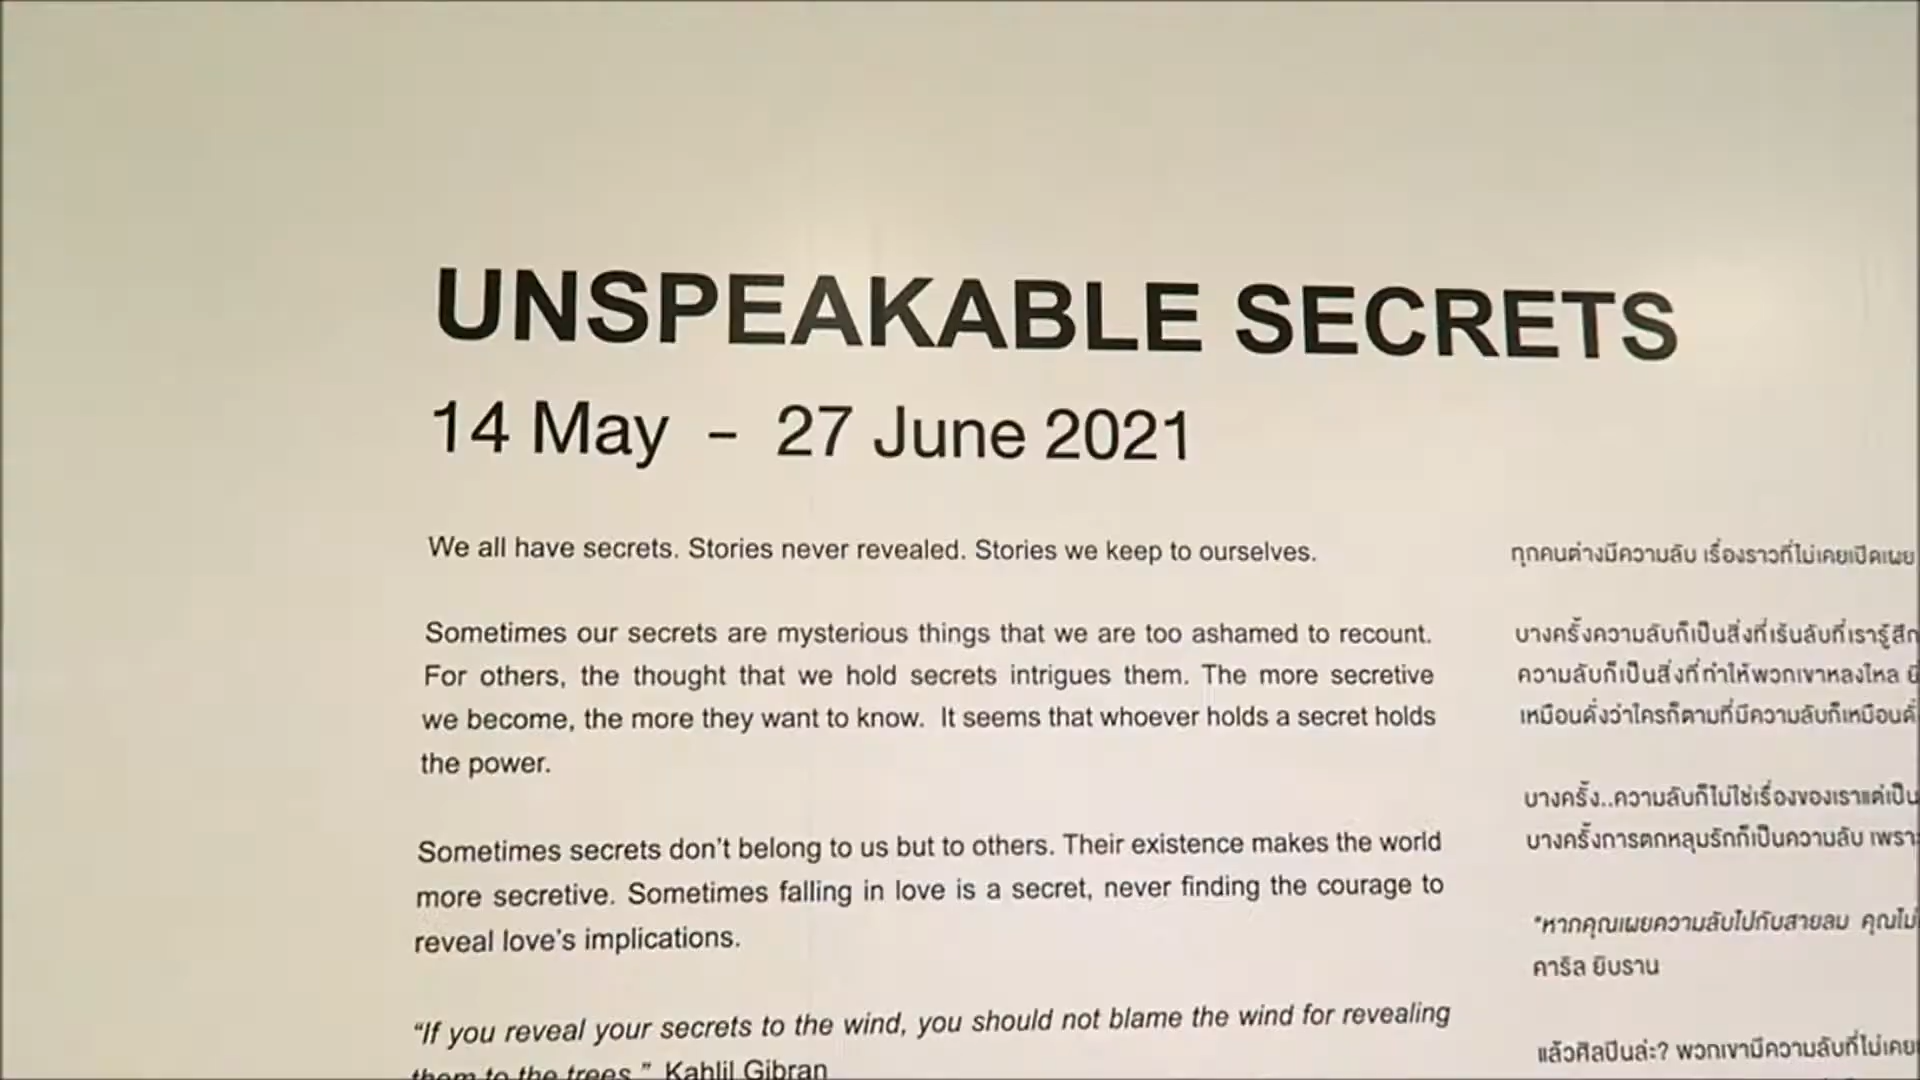 UNSPEAKABLE SECRETS
14 May – 27 June 2021
We all have secrets. Stories never revealed. Stories we keep to ourselves.
Sometimes our secrets are mysterious things that we are too ashamed to recount.
For others, the thought that we hold secrets intrigues them. The more secretive
we become, the more they want to know. It seems that whoever holds a secret holds
the power.
Sometimes secrets don’t belong to us but to others. Their existence makes the world
more secretive. Sometimes falling in love is a secret, never finding the courage to
reveal love’s implications.
“If you reveal your secrets to the wind, you should not blame the wind for revealing
them to the trees.” Kahlil Gibran
ทุกคนต่างมีความลับ เรื่องราวที่ไม่เคยเปิดเผย
บางครั้งความลับก็เป็นสิ่งที่เร้นลับที่เรารู้สึก
ความลับก็เป็นสิ่งที่ทำให้พวกเขาหลงใหล
เหมือนดั่งว่าใครก็ตามที่มีความลับก็เหมือนดั่
บางครั้ง..ความลับก็ไม่ใช่เรื่องของเราแต่เป็น
บางครั้งการตกหลุมรักก็เป็นความลับ เพราะ
"หากคุณเผยความลับไปกับสายลม คุณไม่
คาริล ยิบราน
แล้วศิลปินล่ะ? พวกเขามีความลับที่ไม่เคย